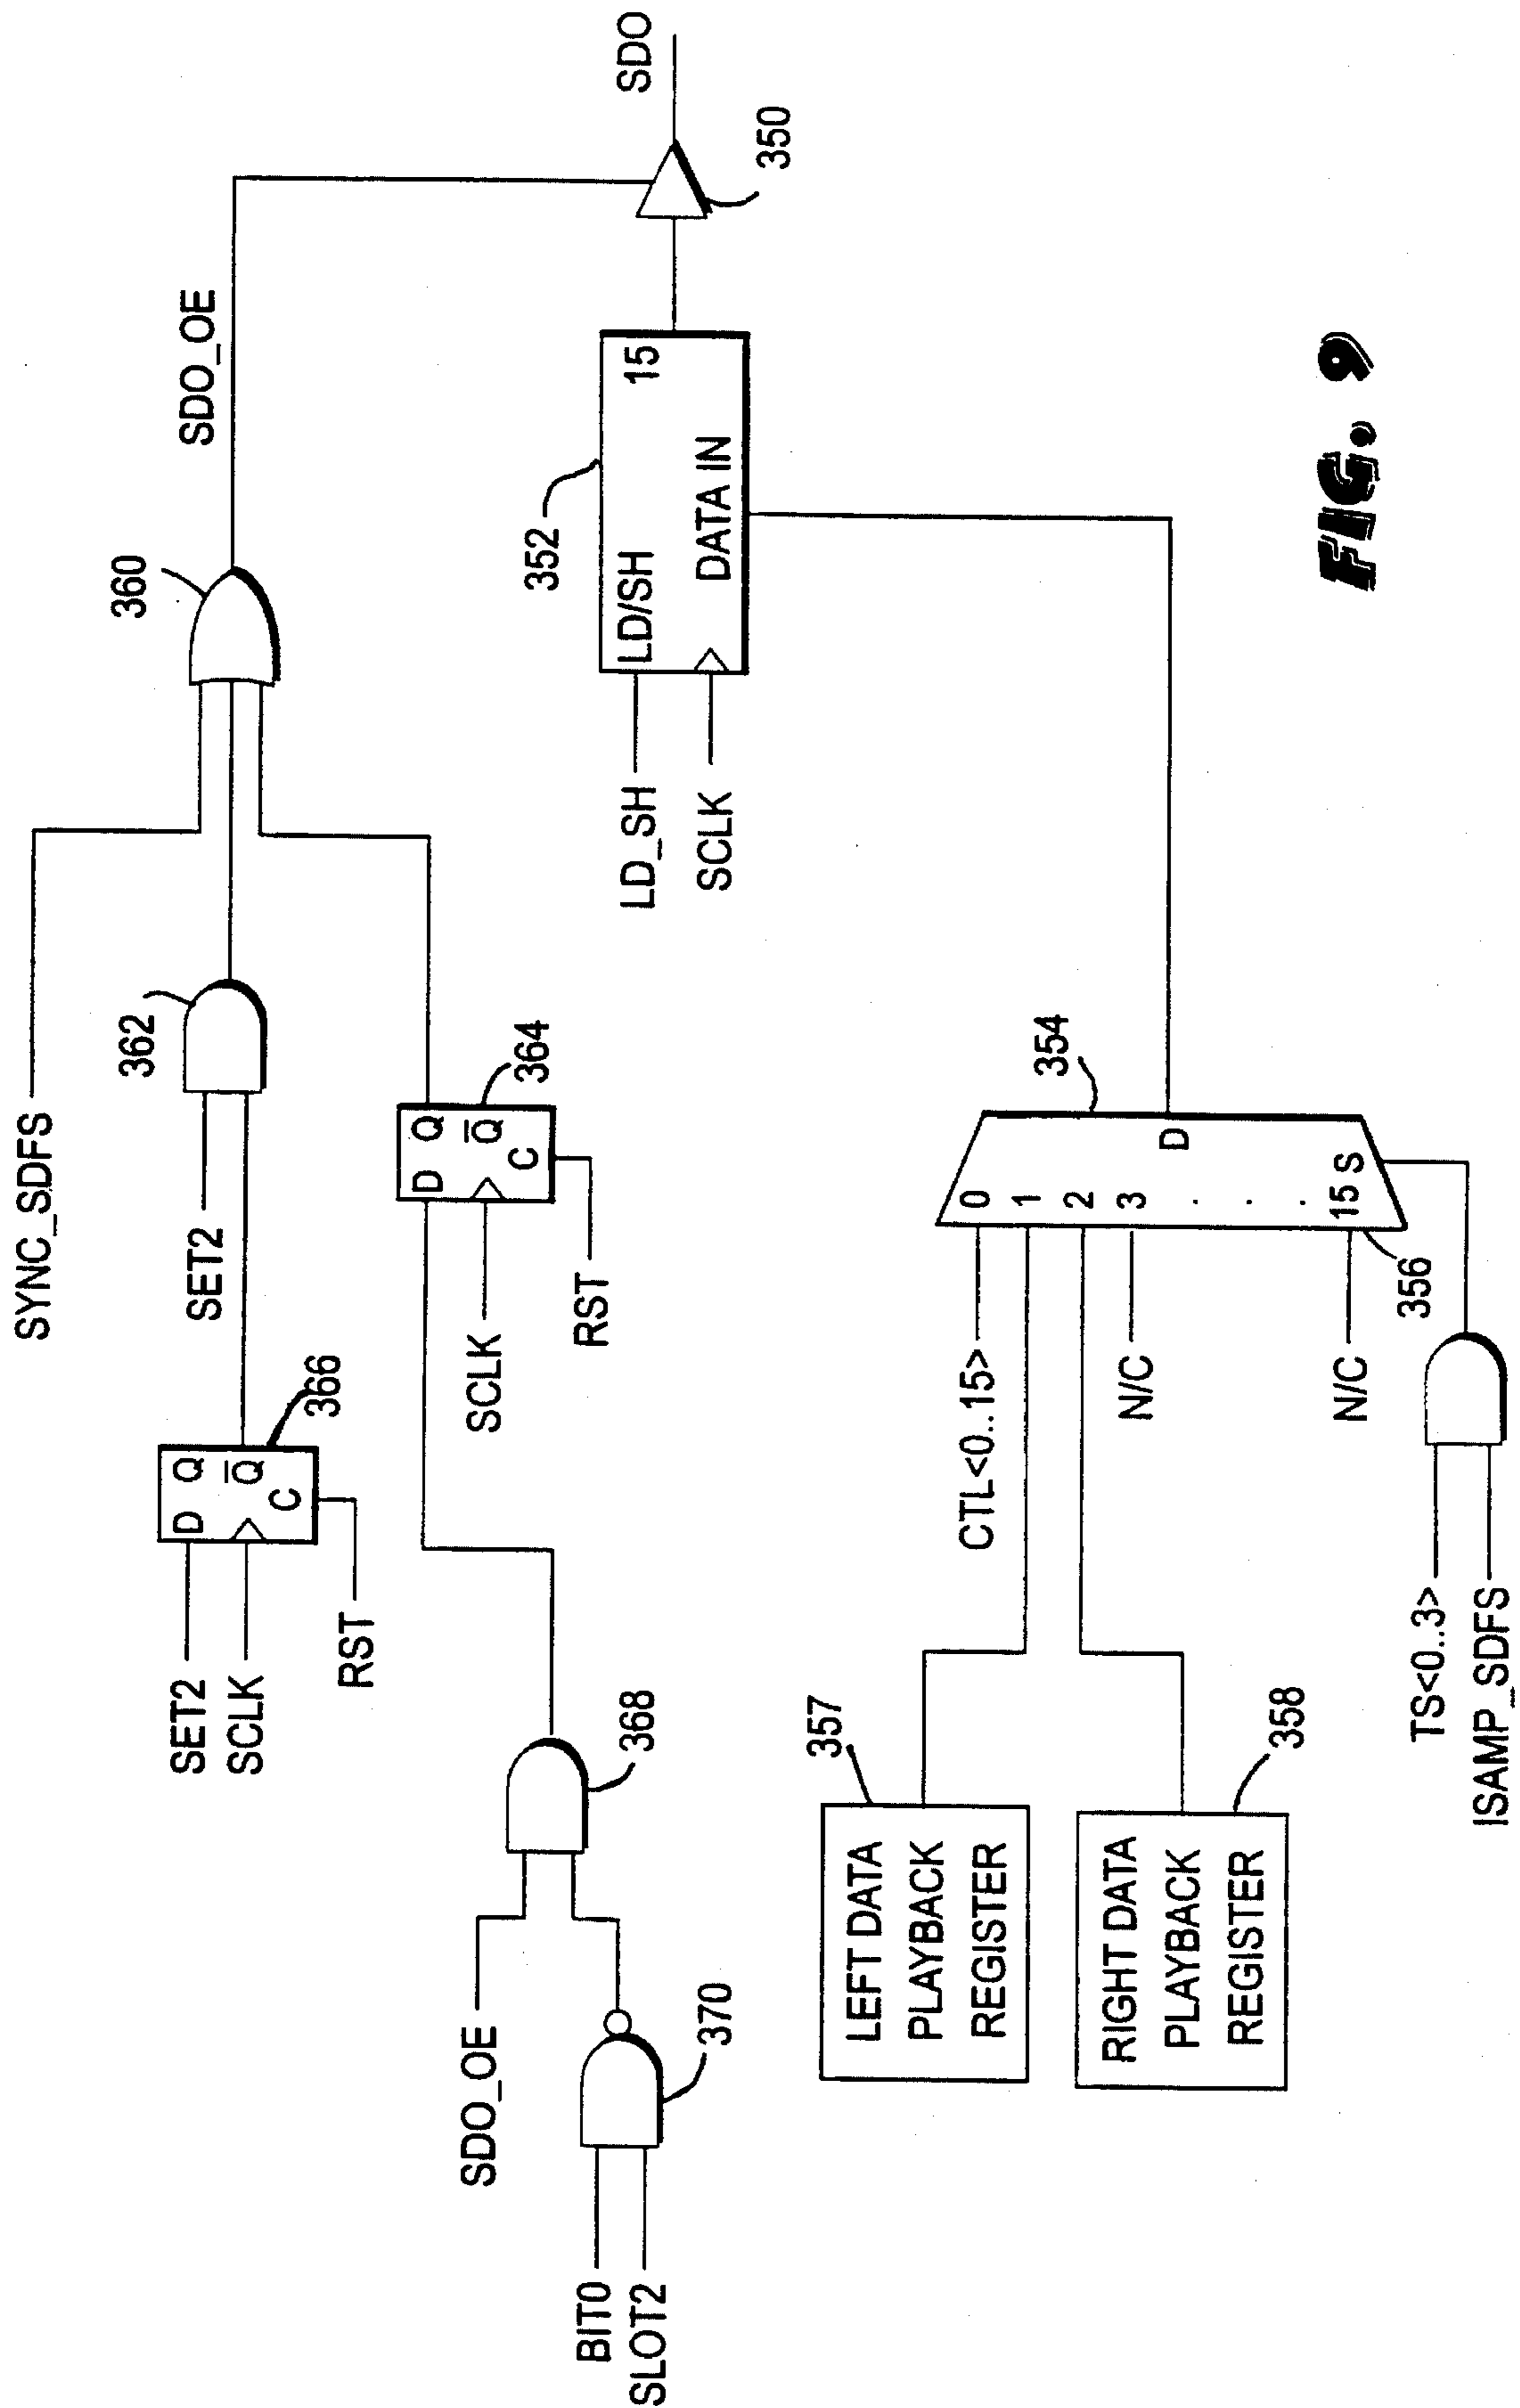 SYNC_SDFS
SET2
SCLK
D Q
Q
C
RST
366
SET2
362
360
SDO_OE
SDO_OE
BIT0
SLOT2
370
368
SCLK
D Q
Q
C
RST
364
LD_SH
SCLK
352
LD/SH 15
DATA IN
350
SDO
LEFT DATA
PLAYBACK
REGISTER
357
RIGHT DATA
PLAYBACK
REGISTER
358
CTL<0..15>
N/C
N/C
0
1
2
3
15 S
D
354
356
TS<0..3>
ISAMP_SDFS
FIG. 9